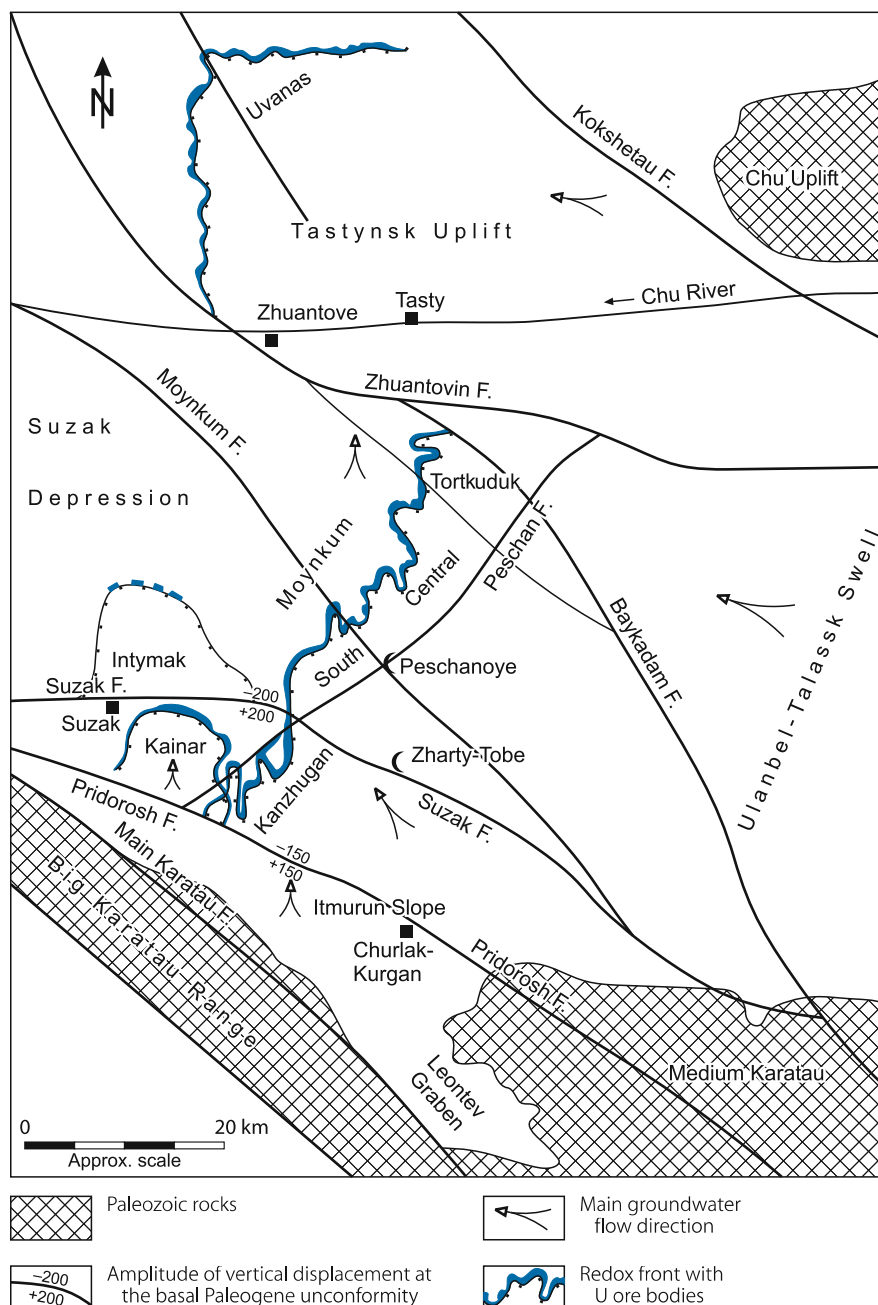 N
Uvanas
Kokshetau F.
Chu Uplift
Tastynsk Uplift
Chu River
Tasty
Zhuantove
Zhuantovin F.
Moynkum F.
Suzak
Depression
Tortkuduk
Peschan F.
Moynkum
Central
South
Peschanoye
Baykadam F.
Ulanbel-Talassk Swell
Intymak
Suzak F.
–200
+200
Suzak
Kainar
Kanzhugan
Zharty-Tobe
Suzak F.
Pridorosh F.
–150
+150
Main Karatau F.
Big Karatau Range
Itmurun Slope
Churlak-
Kurgan
Pridorosh F.
Medium Karatau
Leontev
Graben
0
20 km
Approx. scale
Paleozoic rocks
Main groundwater
flow direction
–200
+200
Amplitude of vertical displacement at
the basal Paleogene unconformity
Redox front with
U ore bodies